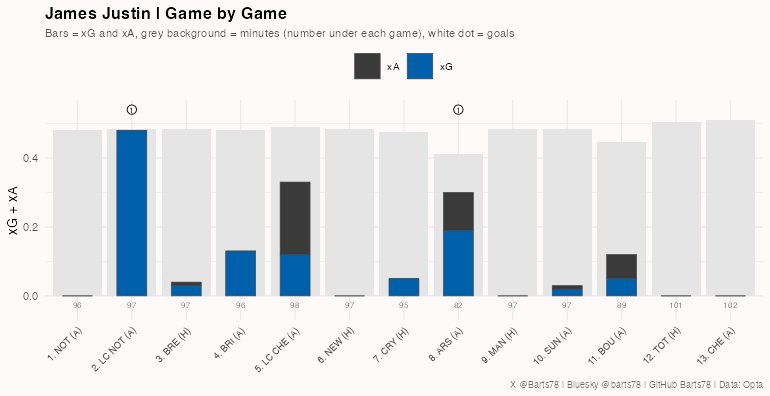 James Justin | Game by Game
Bars = xG and xA, grey background = minutes (number under each game), white dot = goals
xA xG
1 1
xG + xA
0.4
0.2
0.0
96 97 97 96 98 97 95 82 97 97 89 101 102
1. NOT (A)
2. LC NOT (A)
3. BRE (H)
4. BRI (A)
5. LC CHE (A)
6. NEW (H)
7. CRY (H)
8. ARS (A)
9. MAN (H)
10. SUN (A)
11. BOU (A)
12. TOT (H)
13. CHE (A)
X @Barts78 | Bluesky @barts78 | GitHub Barts78 | Data: Opta